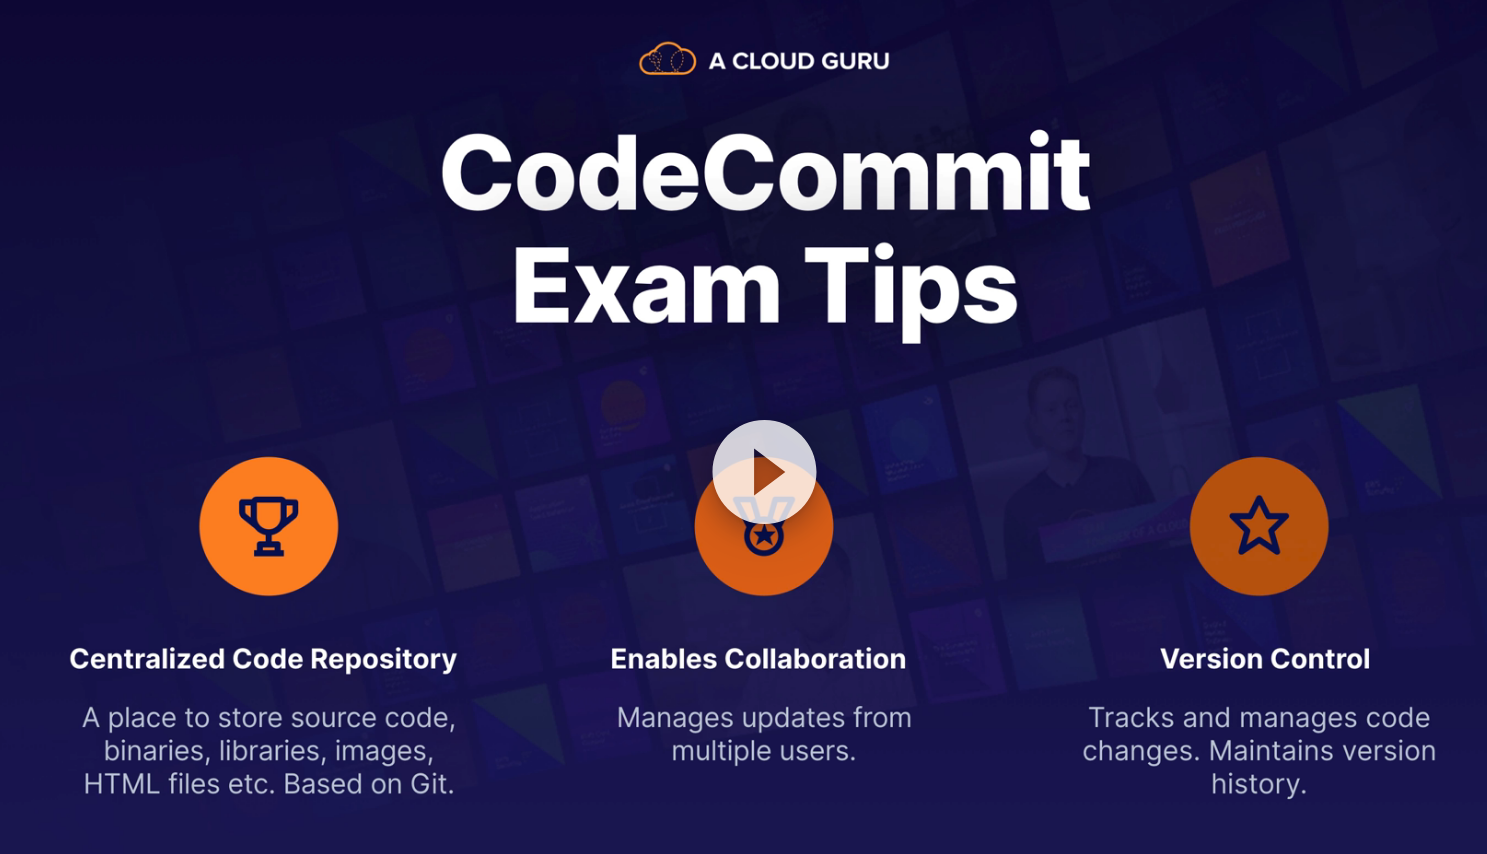 A CLOUD GURU
CodeCommit
Exam Tips
Centralized Code Repository
A place to store source code,
binaries, libraries, images,
HTML files etc. Based on Git.
Enables Collaboration
Manages updates from
multiple users.
Version Control
Tracks and manages code
changes. Maintains version
history.